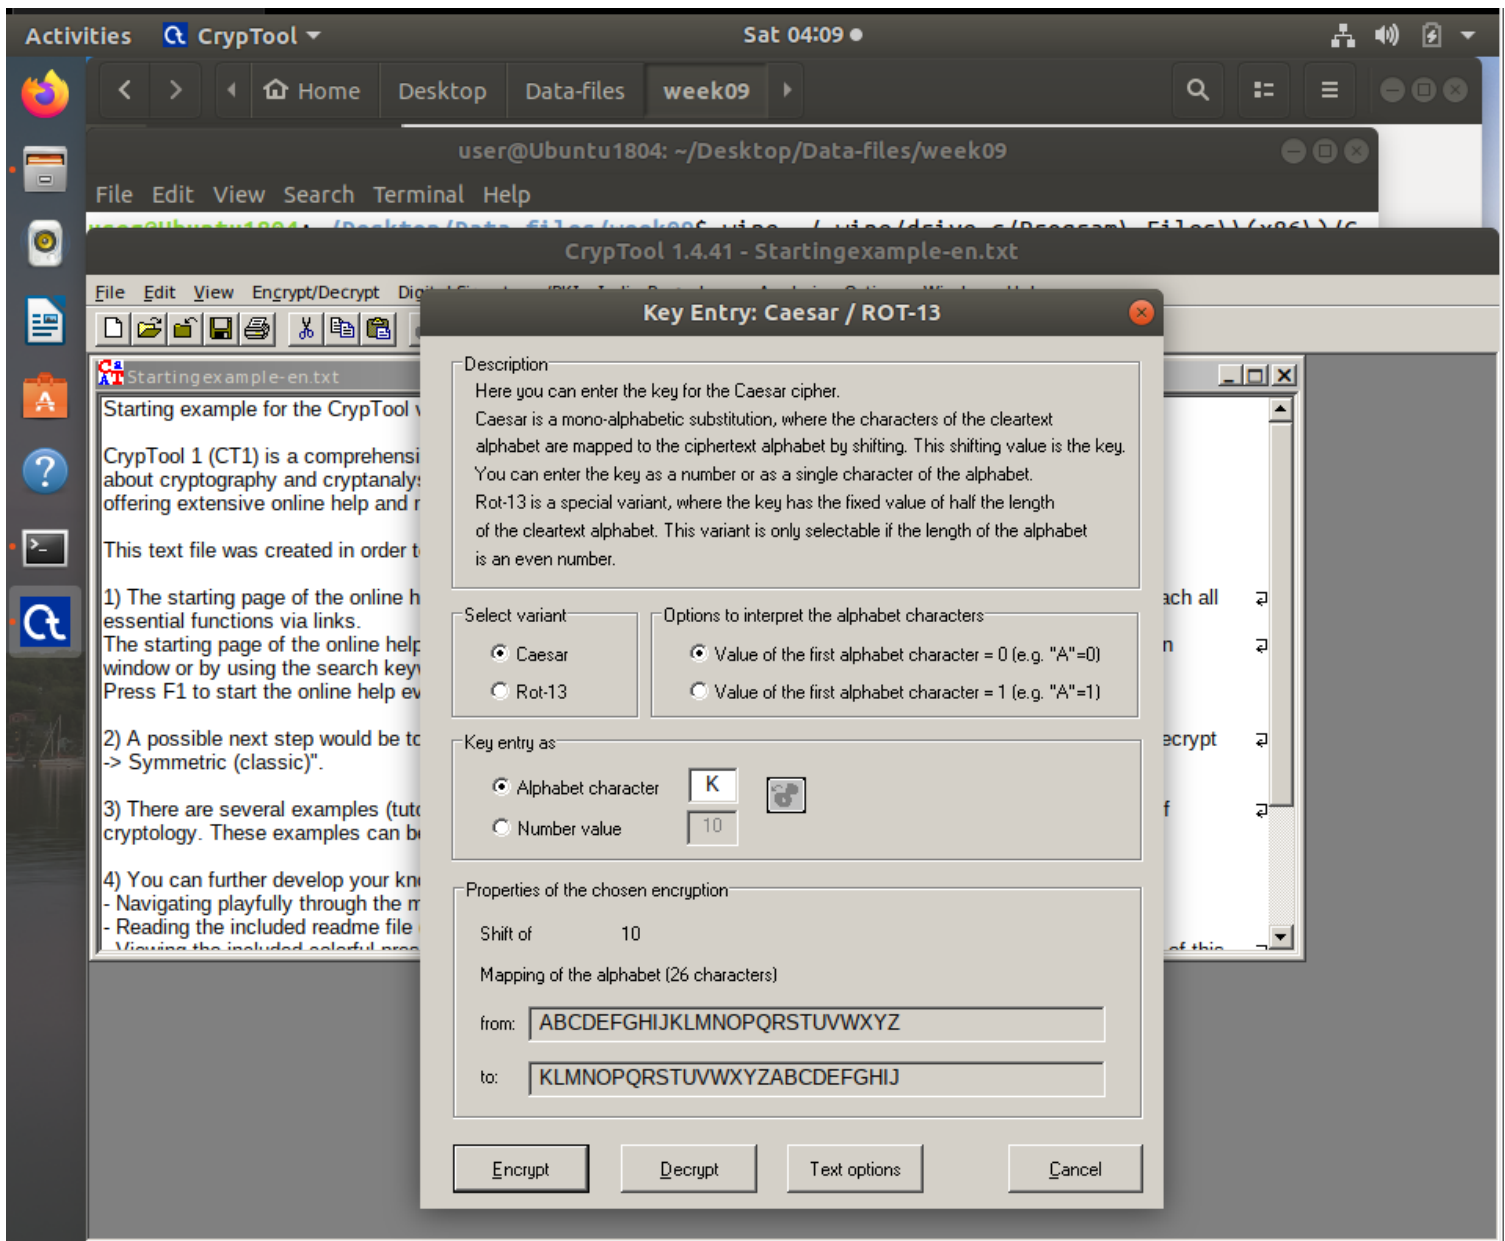 Activities CrypTool Sat 04:09
Home Desktop Data-files week09
user@Ubuntu1804: ~/Desktop/Data-files/week09
File Edit View Search Terminal Help
CrypTool 1.4.41 - Startingexample-en.txt
File Edit View Encrypt/Decrypt
Key Entry: Caesar / ROT-13
Startingexample-en.txt
Starting example for the CrypTool
CrypTool 1 (CT1) is a
about cryptography and
offering extensive online help and
This text file was created in order
1) The starting page of the online
essential functions via links.
The starting page of the online help
window or by using the search
Press F1 to start the online help
2) A possible next step would be to
-> Symmetric (classic)".
3) There are several examples
cryptology. These examples can
4) You can further develop your
- Navigating playfully through the
- Reading the included readme file
all
Description
Here you can enter the key for the Caesar cipher.
Caesar is a mono-alphabetic substitution, where the characters of the cleartext
alphabet are mapped to the ciphertext alphabet by shifting. This shifting value is the key.
You can enter the key as a number or as a single character of the alphabet.
Rot-13 is a special variant, where the key has the fixed value of half the length
of the cleartext alphabet. This variant is only selectable if the length of the alphabet
is an even number.
Select variant
Caesar
Rot-13
Options to interpret the alphabet characters
Value of the first alphabet character = 0 (e.g. "A"=0)
Value of the first alphabet character = 1 (e.g. "A"=1)
Key entry as
Alphabet character K
Number value 10
Properties of the chosen encryption
Shift of 10
Mapping of the alphabet (26 characters)
from: ABCDEFGHIJKLMNOPQRSTUVWXYZ
to: KLMNOPQRSTUVWXYZABCDEFGHIJ
Encrypt Decrypt Text options Cancel